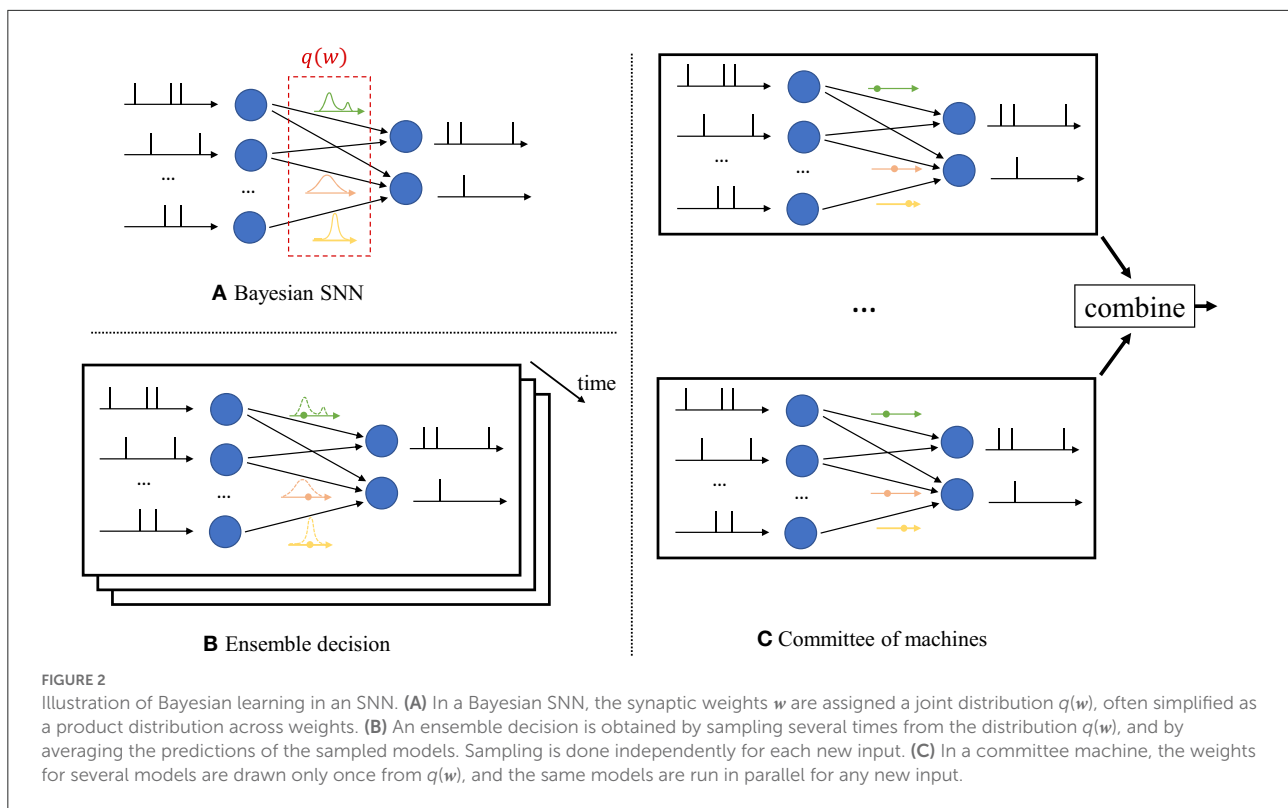 q(w)
...
...
A Bayesian SNN
time
...
...
B Ensemble decision
...
...
...
combine
...
...
C Committee of machines
FIGURE 2
Illustration of Bayesian learning in an SNN. (A) In a Bayesian SNN, the synaptic weights w are assigned a joint distribution q(w), often simplified as
a product distribution across weights. (B) An ensemble decision is obtained by sampling several times from the distribution q(w), and by
averaging the predictions of the sampled models. Sampling is done independently for each new input. (C) In a committee machine, the weights
for several models are drawn only once from q(w), and the same models are run in parallel for any new input.